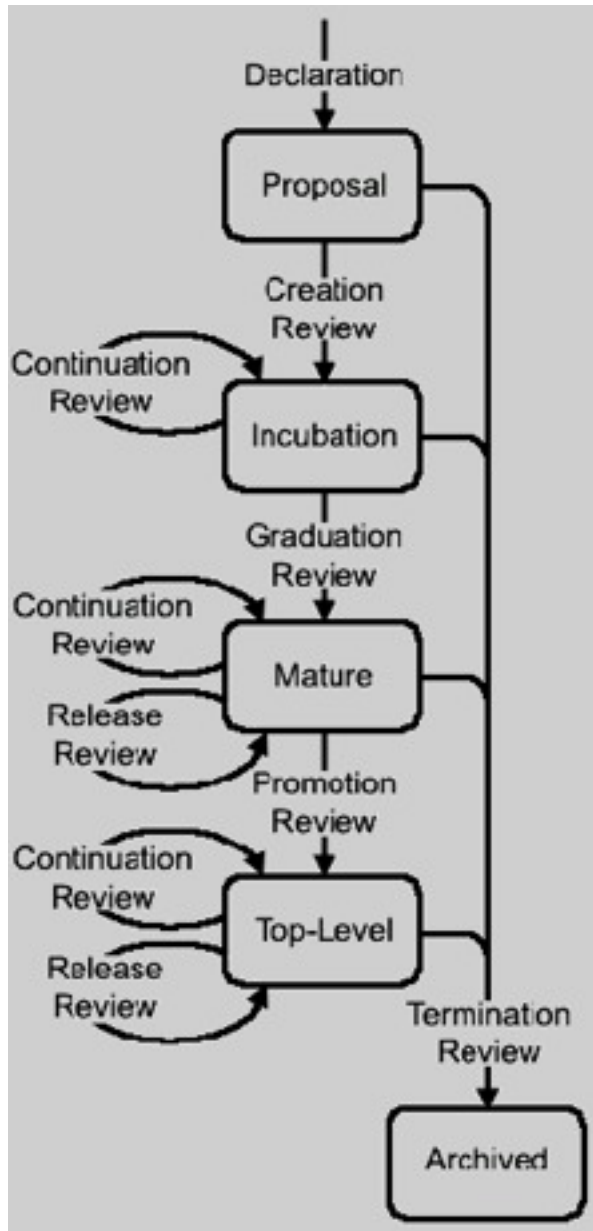 Declaration
Proposal
Creation
Review
Continuation
Review
Incubation
Graduation
Review
Continuation
Review
Mature
Release
Review
Promotion
Review
Continuation
Review
Top-Level
Release
Review
Termination
Review
Archived